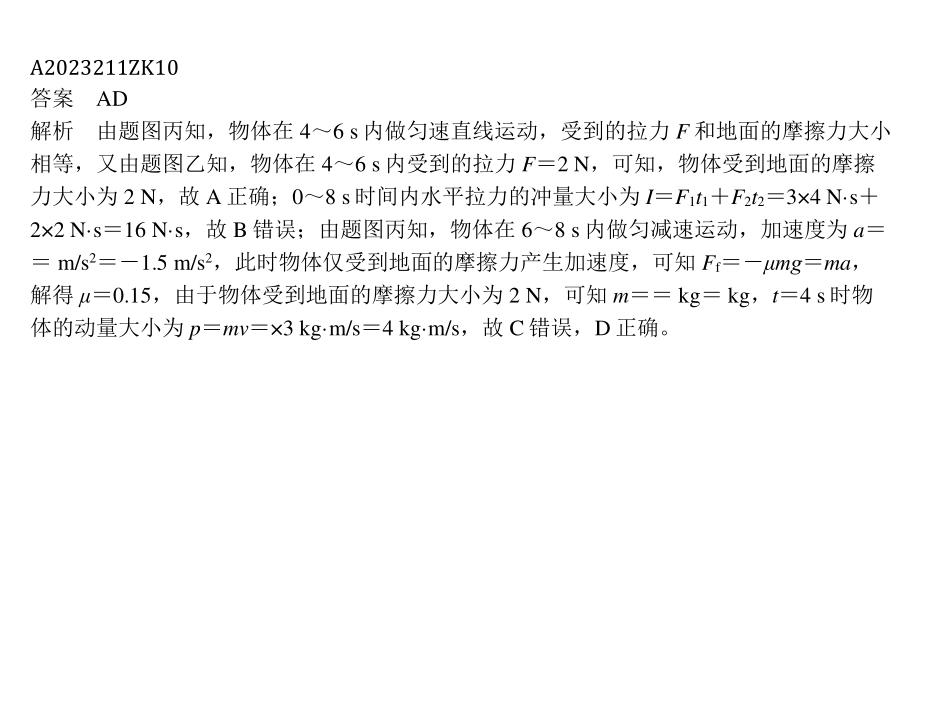 A2023211ZK10
答案 AD
解析 由题图丙知，物体在 4～6 s 内做匀速直线运动，受到的拉力 F 和地面的摩擦力大小
相等，又由题图乙知，物体在 4～6 s 内受到的拉力 F＝2 N，可知，物体受到地面的摩擦
力大小为 2 N，故 A 正确；0～8 s 时间内水平拉力的冲量大小为 I＝F₁t₁＋F₂t₂＝3×4 N·s＋
2×2 N·s＝16 N·s，故 B 错误；由题图丙知，物体在 6～8 s 内做匀减速运动，加速度为 a＝
＝ m/s²＝－1.5 m/s²，此时物体仅受到地面的摩擦力产生加速度，可知 Ff＝－μmg＝ma，
解得 μ＝0.15，由于物体受到地面的摩擦力大小为 2 N，可知 m＝＝ kg＝ kg，t＝4 s 时物
体的动量大小为 p＝mv＝×3 kg·m/s＝4 kg·m/s，故 C 错误，D 正确。